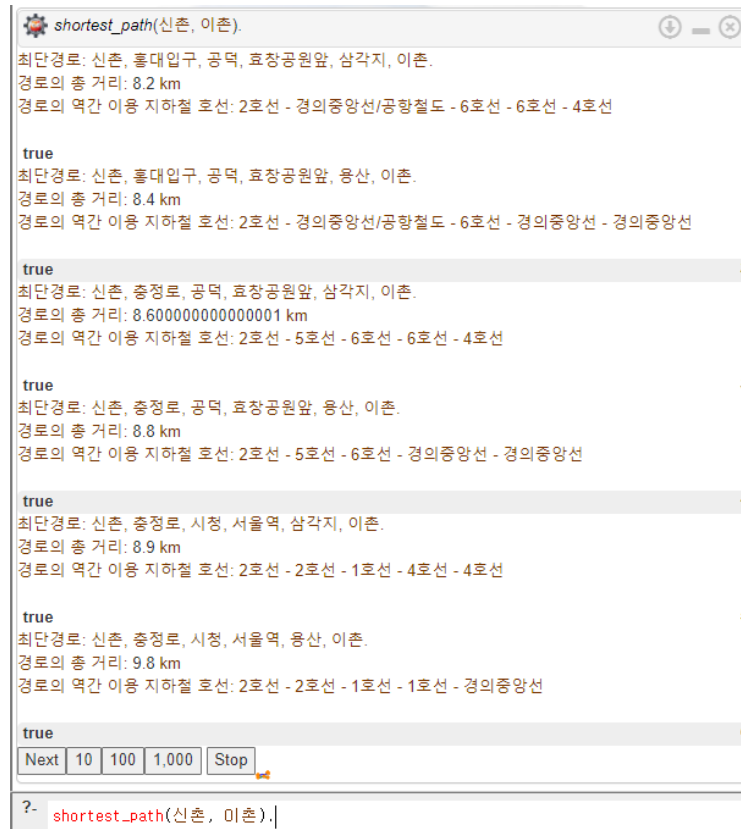 shortest_path(신촌, 이촌).
최단경로: 신촌, 홍대입구, 공덕, 효창공원앞, 삼각지, 이촌.
경로의 총 거리: 8.2 km
경로의 역간 이용 지하철 호선: 2호선 - 경의중앙선/공항철도 - 6호선 - 6호선 - 4호선
true
최단경로: 신촌, 홍대입구, 공덕, 효창공원앞, 용산, 이촌.
경로의 총 거리: 8.4 km
경로의 역간 이용 지하철 호선: 2호선 - 경의중앙선/공항철도 - 6호선 - 경의중앙선 - 경의중앙선
true
최단경로: 신촌, 충정로, 공덕, 효창공원앞, 삼각지, 이촌.
경로의 총 거리: 8.600000000000001 km
경로의 역간 이용 지하철 호선: 2호선 - 5호선 - 6호선 - 6호선 - 4호선
true
최단경로: 신촌, 충정로, 공덕, 효창공원앞, 용산, 이촌.
경로의 총 거리: 8.8 km
경로의 역간 이용 지하철 호선: 2호선 - 5호선 - 6호선 - 경의중앙선 - 경의중앙선
true
최단경로: 신촌, 충정로, 시청, 서울역, 삼각지, 이촌.
경로의 총 거리: 8.9 km
경로의 역간 이용 지하철 호선: 2호선 - 2호선 - 1호선 - 4호선 - 4호선
true
최단경로: 신촌, 충정로, 시청, 서울역, 용산, 이촌.
경로의 총 거리: 9.8 km
경로의 역간 이용 지하철 호선: 2호선 - 2호선 - 1호선 - 1호선 - 경의중앙선
true
Next 10 100 1,000 Stop
?- shortest_path(신촌, 이촌).